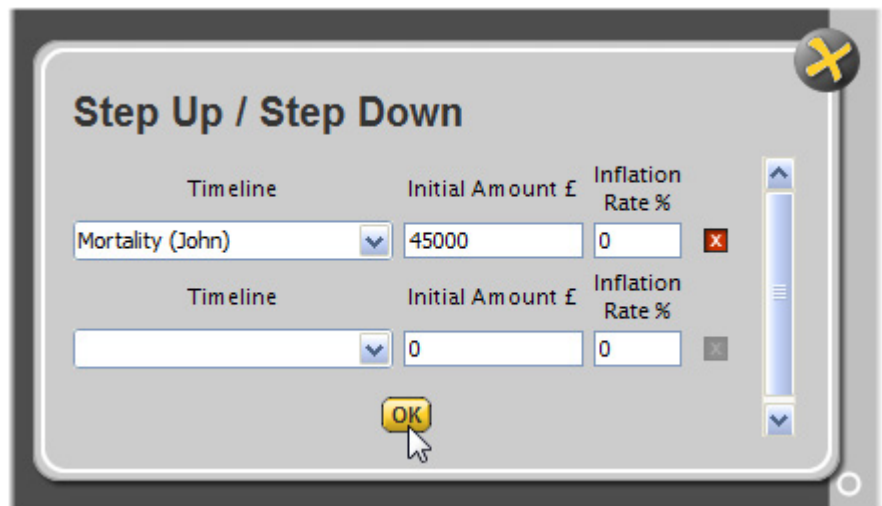 Step Up / Step Down
Timeline Initial Amount £ Inflation Rate %
Mortality (John) 45000 0 x
Timeline Initial Amount £ Inflation Rate %
0 0 x
OK